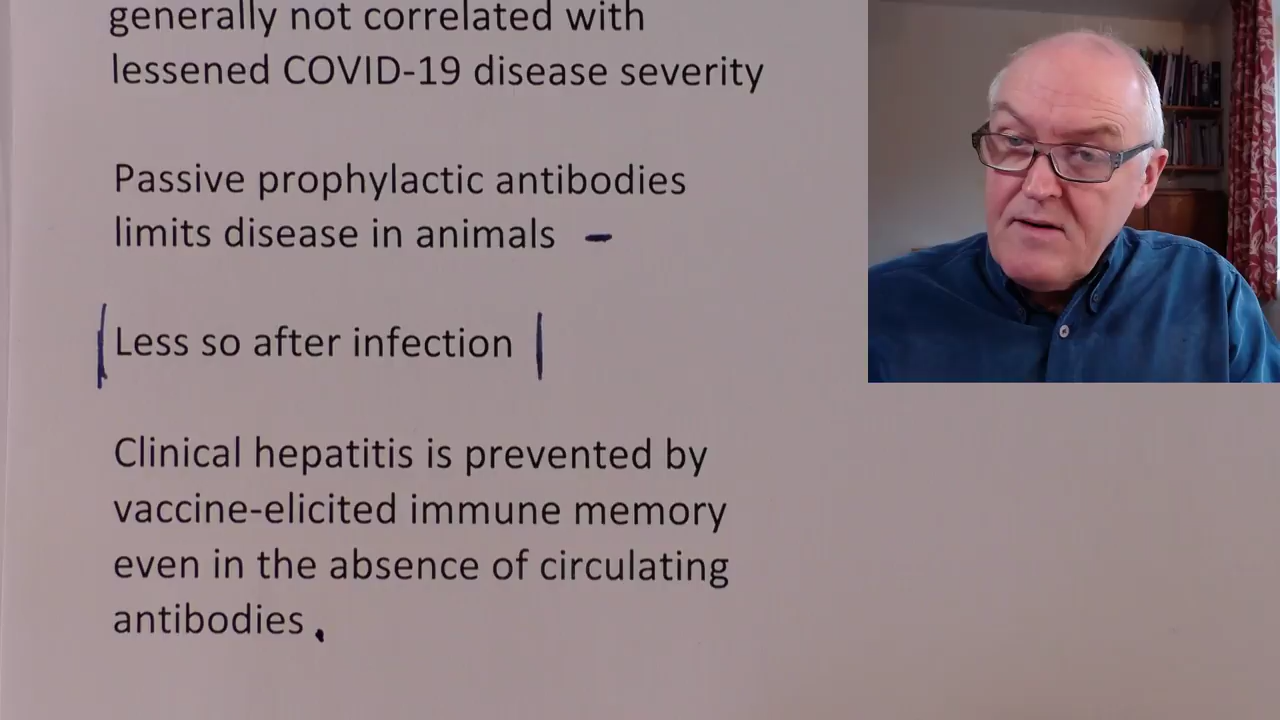 generally not correlated with
lessened COVID-19 disease severity
Passive prophylactic antibodies
limits disease in animals -
Less so after infection
Clinical hepatitis is prevented by
vaccine-elicited immune memory
even in the absence of circulating
antibodies.